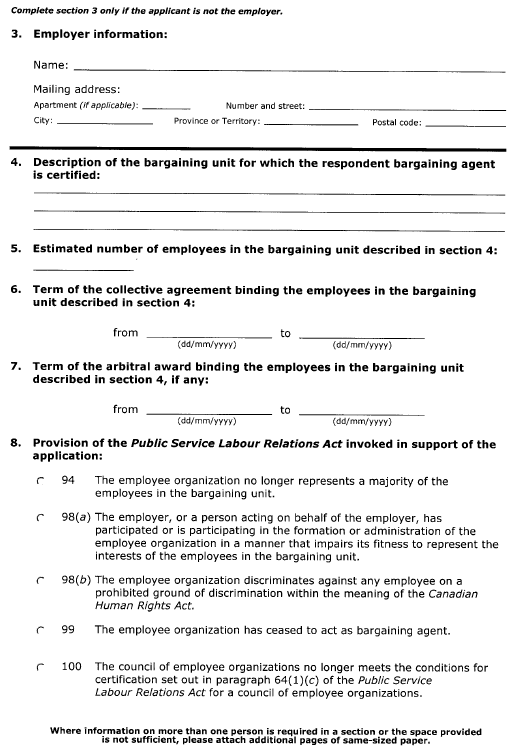 Complete section 3 only if the applicant is not the employer.
3. Employer information:
Name:
Mailing address:
Apartment (if applicable): Number and street:
City: Province or Territory: Postal code:
4. Description of the bargaining unit for which the respondent bargaining agent
is certified:
5. Estimated number of employees in the bargaining unit described in section 4:
6. Term of the collective agreement binding the employees in the bargaining
unit described in section 4:
from to
(dd/mm/yyyy) (dd/mm/yyyy)
7. Term of the arbitral award binding the employees in the bargaining unit
described in section 4, if any:
from to
(dd/mm/yyyy) (dd/mm/yyyy)
8. Provision of the Public Service Labour Relations Act invoked in support of the
application:
94 The employee organization no longer represents a majority of the
employees in the bargaining unit.
98(a) The employer, or a person acting on behalf of the employer, has
participated or is participating in the formation or administration of the
employee organization in a manner that impairs its fitness to represent the
interests of the employees in the bargaining unit.
98(b) The employee organization discriminates against any employee on a
prohibited ground of discrimination within the meaning of the Canadian
Human Rights Act.
99 The employee organization has ceased to act as bargaining agent.
100 The council of employee organizations no longer meets the conditions for
certification set out in paragraph 64(1)(c) of the Public Service
Labour Relations Act for a council of employee organizations.
Where information on more than one person is required in a section or the space provided
is not sufficient, please attach additional pages of same-sized paper.